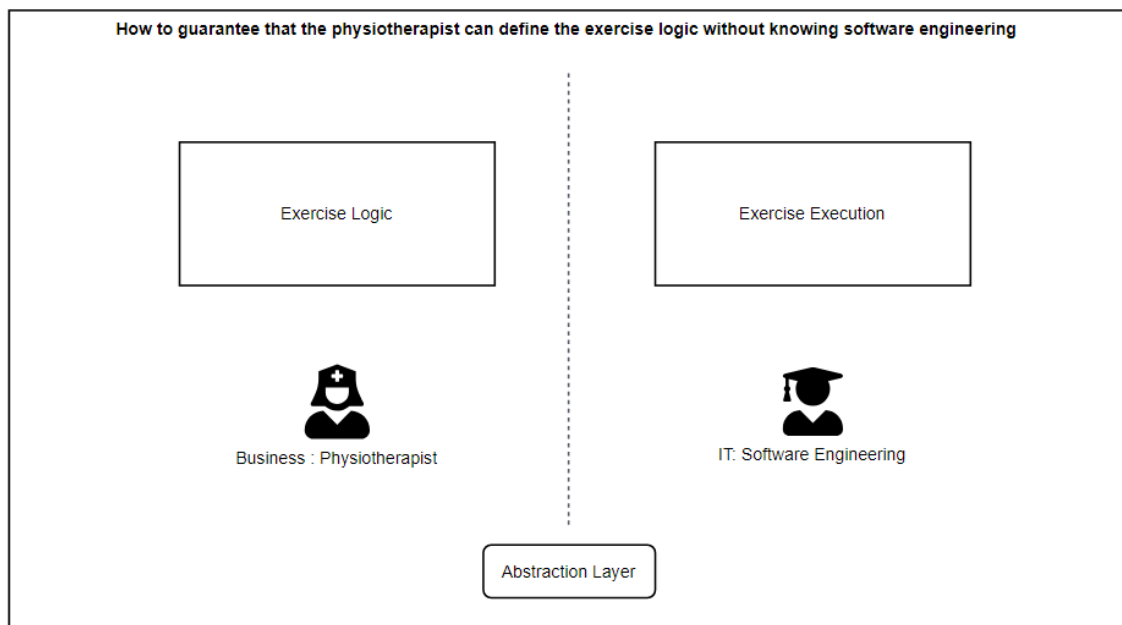 How to guarantee that the physiotherapist can define the exercise logic without knowing software engineering
Exercise Logic
Exercise Execution
Business : Physiotherapist
IT: Software Engineering
Abstraction Layer